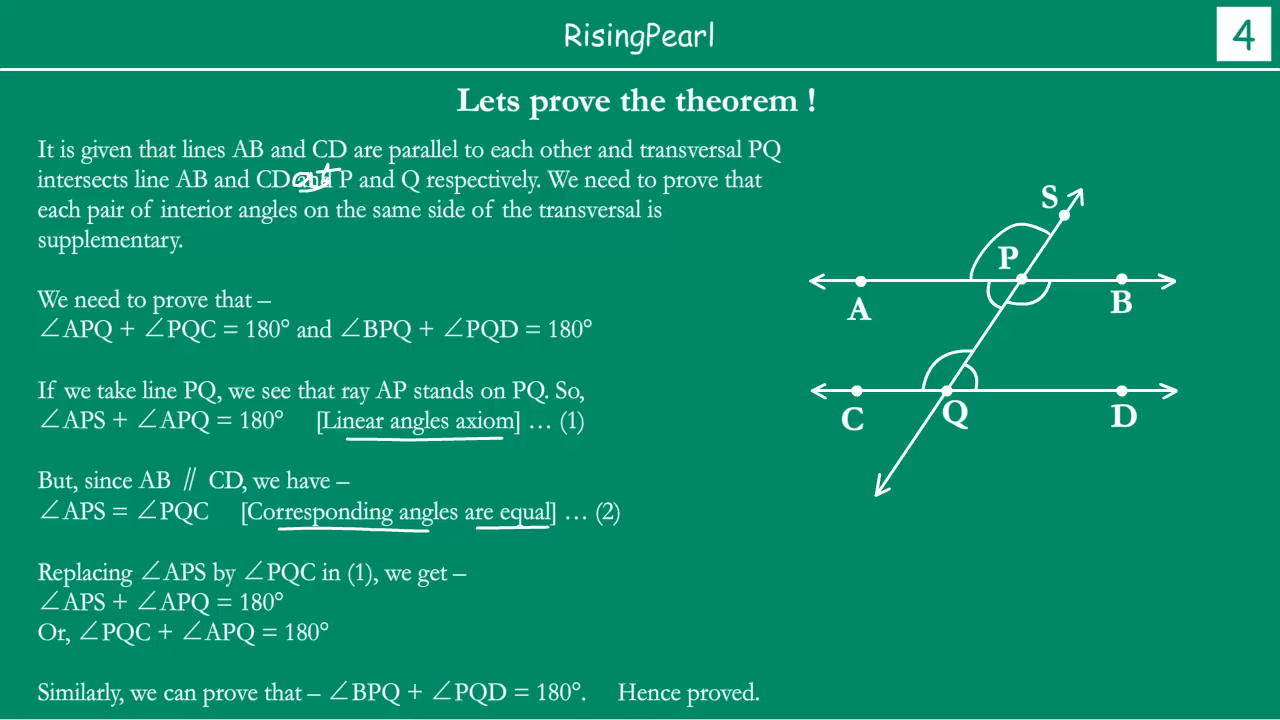 RisingPearl
4
Lets prove the theorem !
It is given that lines AB and CD are parallel to each other and transversal PQ
intersects line AB and CD at P and Q respectively. We need to prove that
each pair of interior angles on the same side of the transversal is
supplementary.
We need to prove that –
∠APQ + ∠PQC = 180° and ∠BPQ + ∠PQD = 180°
If we take line PQ, we see that ray AP stands on PQ. So,
∠APS + ∠APQ = 180° [Linear angles axiom] … (1)
But, since AB ∥ CD, we have –
∠APS = ∠PQC [Corresponding angles are equal] … (2)
Replacing ∠APS by ∠PQC in (1), we get –
∠APS + ∠APQ = 180°
Or, ∠PQC + ∠APQ = 180°
Similarly, we can prove that – ∠BPQ + ∠PQD = 180°. Hence proved.
S
P
A
B
C
Q
D